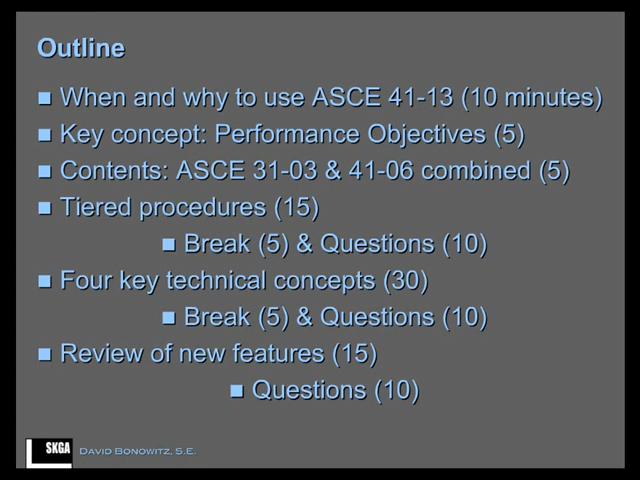 Outline
When and why to use ASCE 41-13 (10 minutes)
Key concept: Performance Objectives (5)
Contents: ASCE 31-03 & 41-06 combined (5)
Tiered procedures (15)
Break (5) & Questions (10)
Four key technical concepts (30)
Break (5) & Questions (10)
Review of new features (15)
Questions (10)
SKGA
David Bonowitz, S.E.